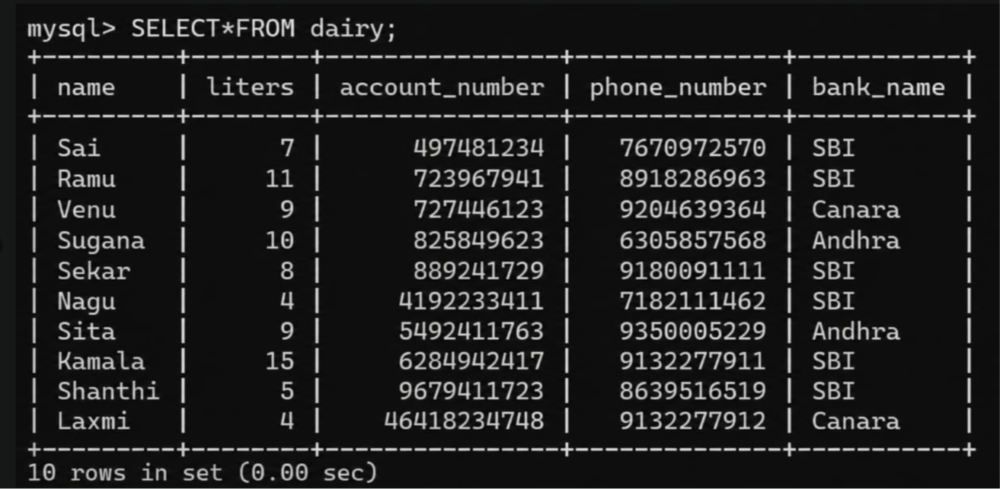 mysql> SELECT*FROM dairy;
+---------+--------+----------------+--------------+-----------+
| name    | liters | account_number | phone_number | bank_name |
+---------+--------+----------------+--------------+-----------+
| Sai     |      7 |      497481234 |   7670972570 | SBI       |
| Ramu    |     11 |      723967941 |   8918286963 | SBI       |
| Venu    |      9 |      727446123 |   9204639364 | Canara    |
| Sugana  |     10 |      825849623 |   6305857568 | Andhra    |
| Sekar   |      8 |      889241729 |   9180091111 | SBI       |
| Nagu    |      4 |     4192233411 |   7182111462 | SBI       |
| Sita    |      9 |     5492411763 |   9350005229 | Andhra    |
| Kamala  |     15 |     6284942417 |   9132277911 | SBI       |
| Shanthi |      5 |     9679411723 |   8639516519 | SBI       |
| Laxmi   |      4 |    46418234748 |   9132277912 | Canara    |
+---------+--------+----------------+--------------+-----------+
10 rows in set (0.00 sec)